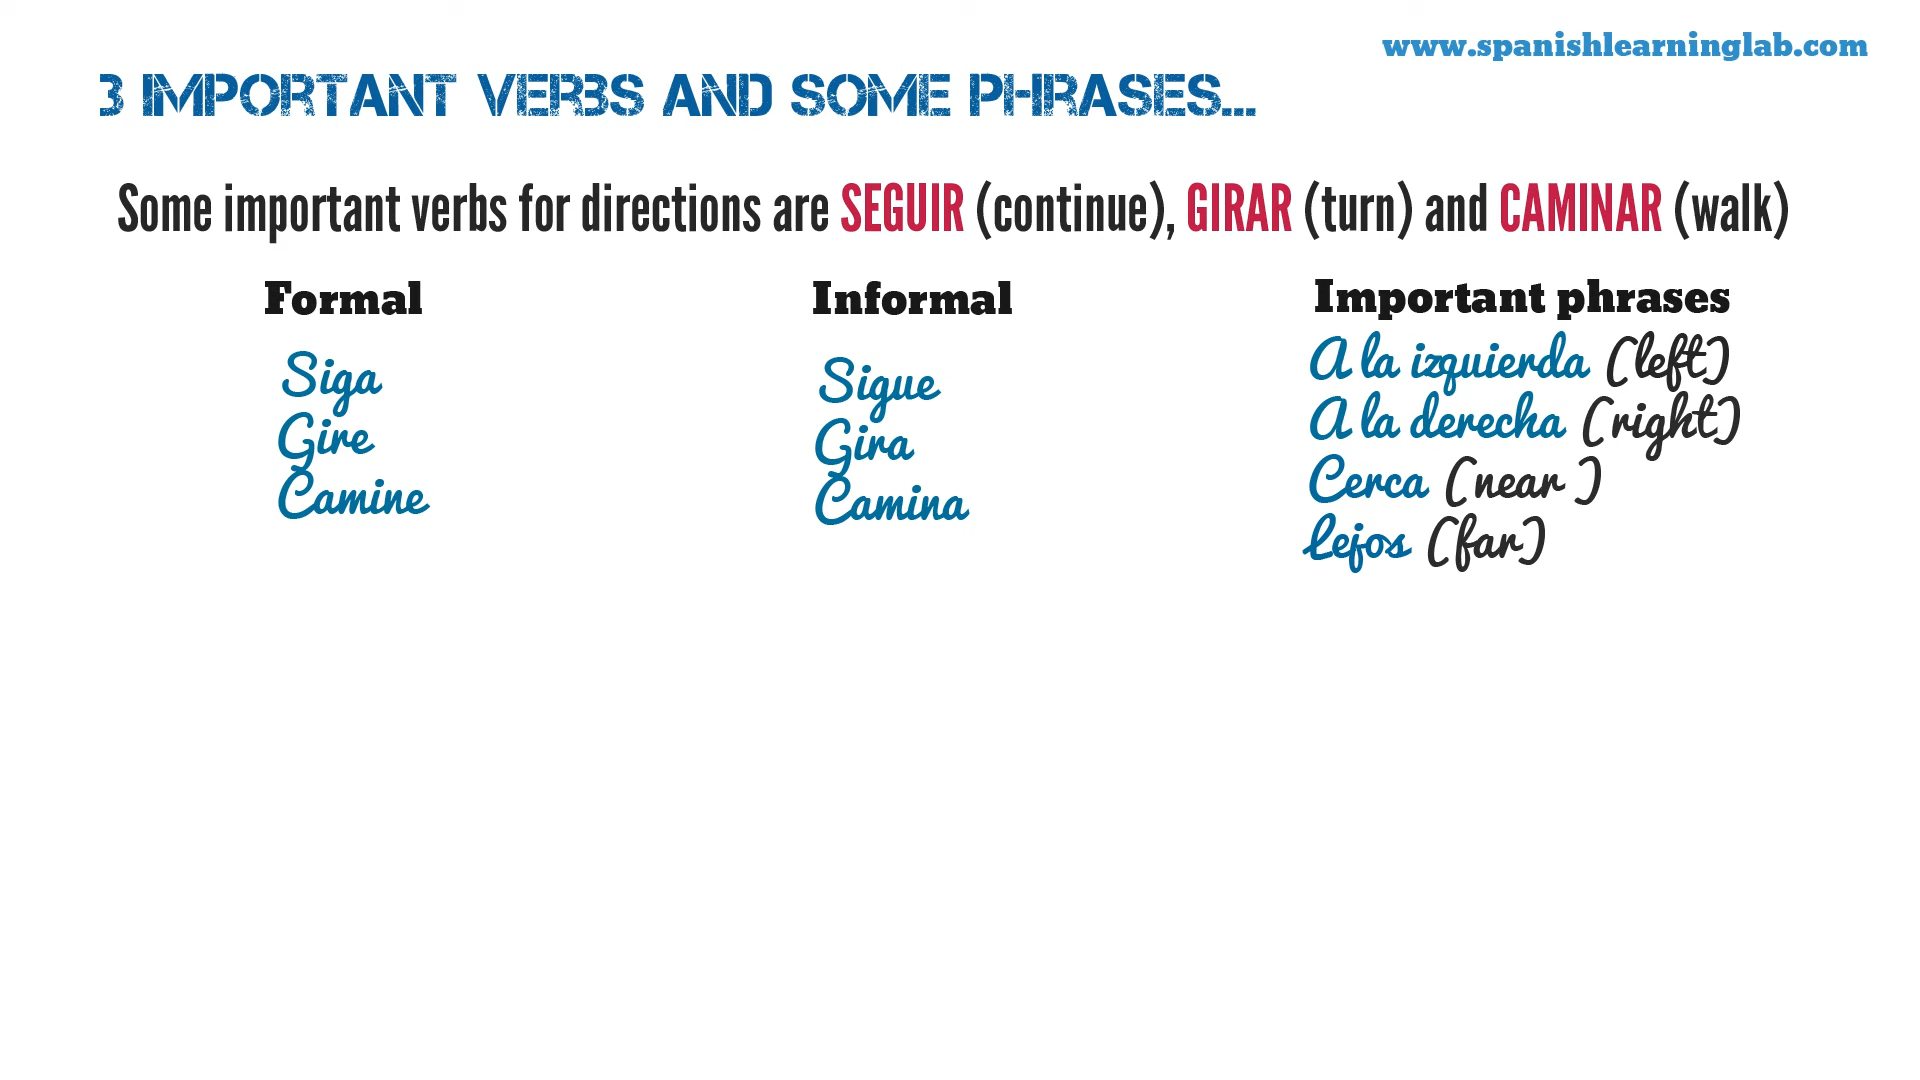 www.spanishlearninglab.com
3 IMPORTANT VERBS AND SOME PHRASES...
Some important verbs for directions are SEGUIR (continue), GIRAR (turn) and CAMINAR (walk)
Formal
Siga
Gire
Camine
Informal
Sigue
Gira
Camina
Important phrases
A la izquierda (left)
A la derecha (right)
Cerca (near )
Lejos (far)